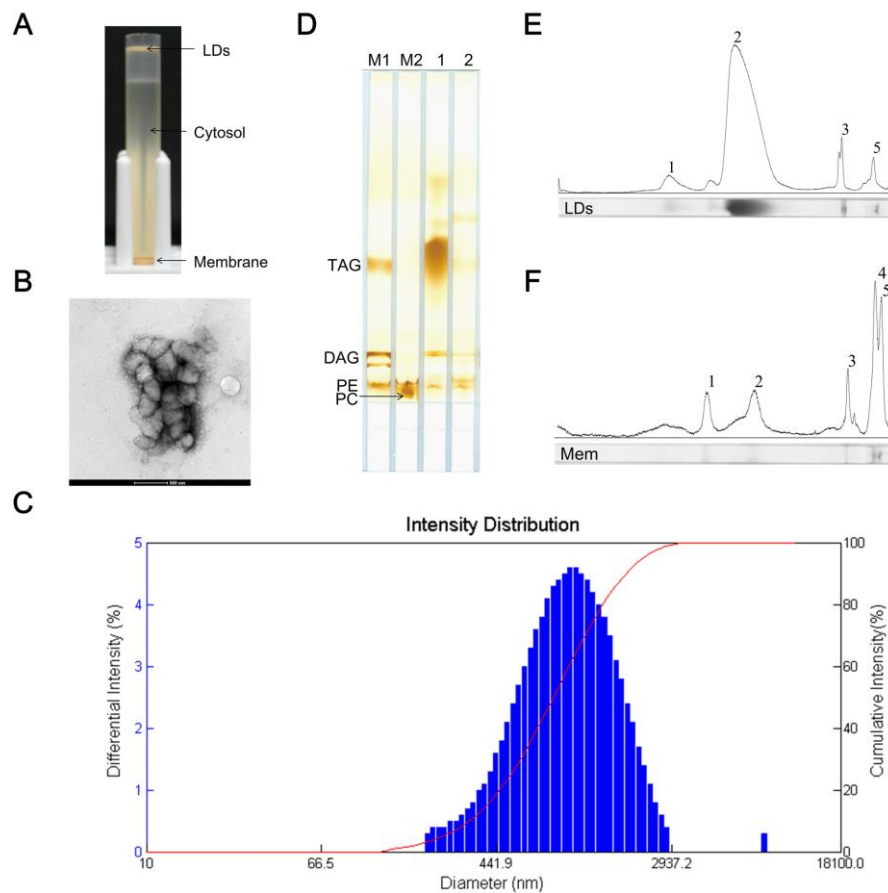 A
LDs
Cytosol
Membrane
B
500 nm
D
M1 M2 1 2
TAG
DAG
PE
PC
E
1
2
3
5
LDs
F
1
2
3
4
5
Mem
C
Intensity Distribution
Differential Intensity (%)
5
4
3
2
1
0
Cumulative Intensity(%)
100
80
60
40
20
0
10 66.5 441.9 2937.2 18100.0
Diameter (nm)